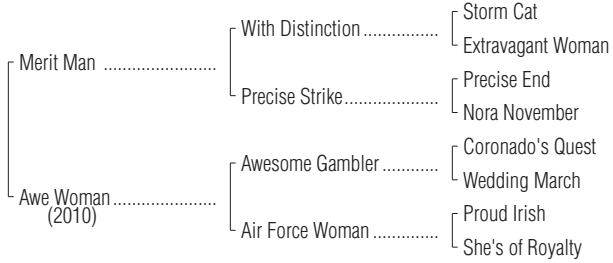 Storm Cat
With Distinction ..................
Extravagant Woman
Merit Man .......................
Precise End
Precise Strike......................
Nora November
Coronado's Quest
Awesome Gambler .............
Wedding March
Awe Woman .....................
(2010)
Proud Irish
Air Force Woman ...............
She's of Royalty